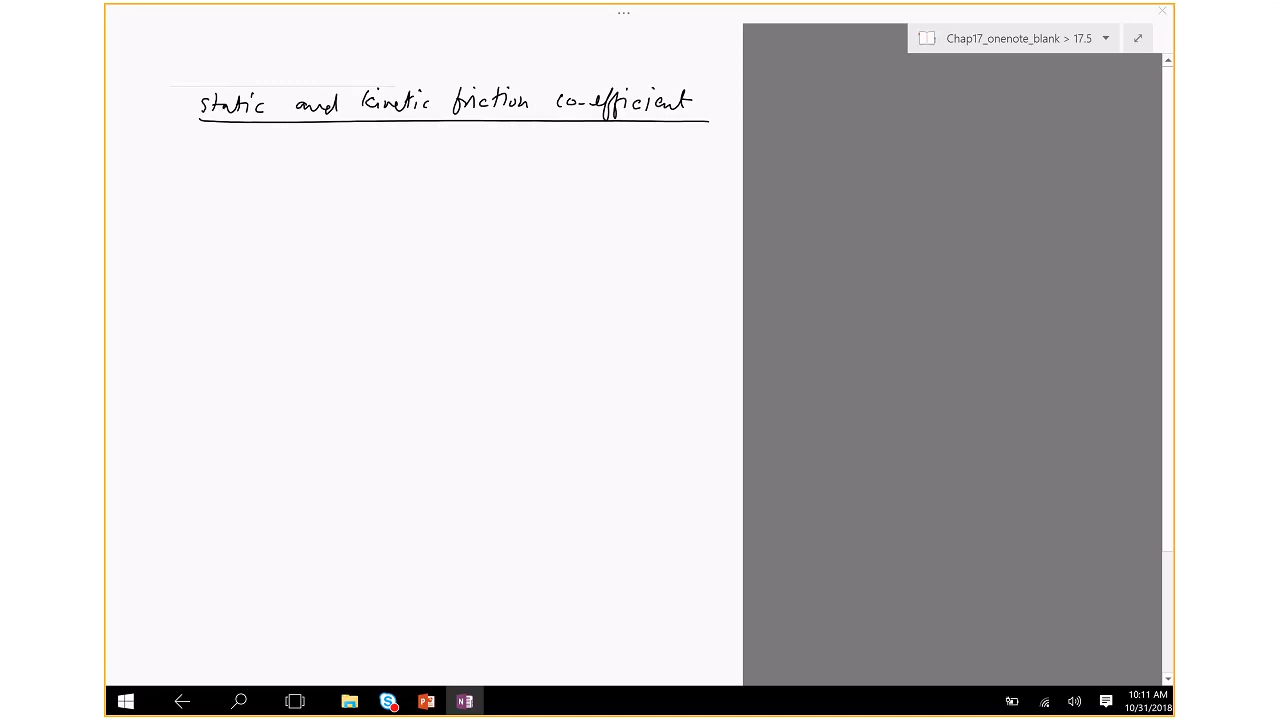 ...
Chap17_onenote_blank > 17.5
static and kinetic friction co-efficient
10:11 AM
10/31/2018